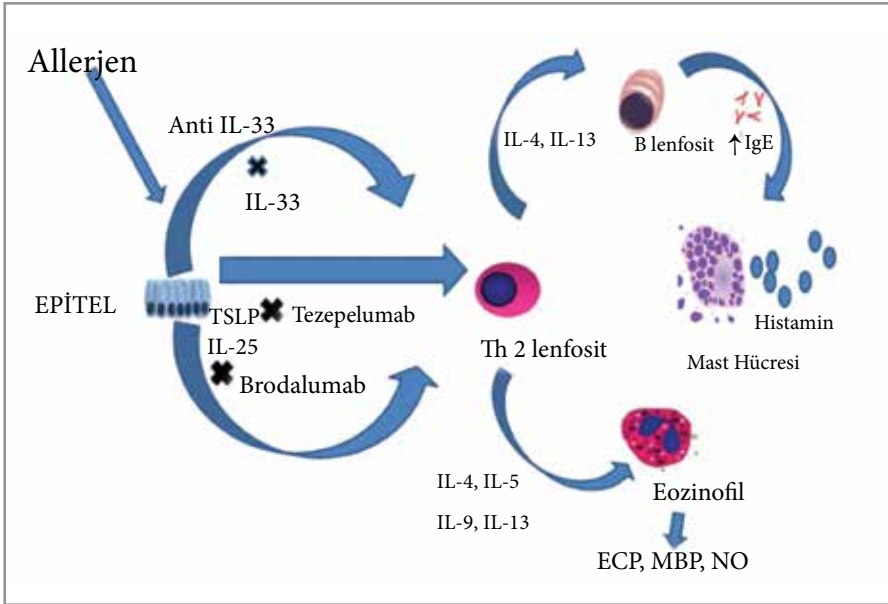 Allerjen
Anti IL-33
IL-33
EPİTEL
TSLP
Tezepelumab
IL-25
Brodalumab
Th 2 lenfosit
IL-4, IL-13
B lenfosit
↑IgE
Histamin
Mast Hücresi
IL-4, IL-5
IL-9, IL-13
Eozinofil
ECP, MBP, NO